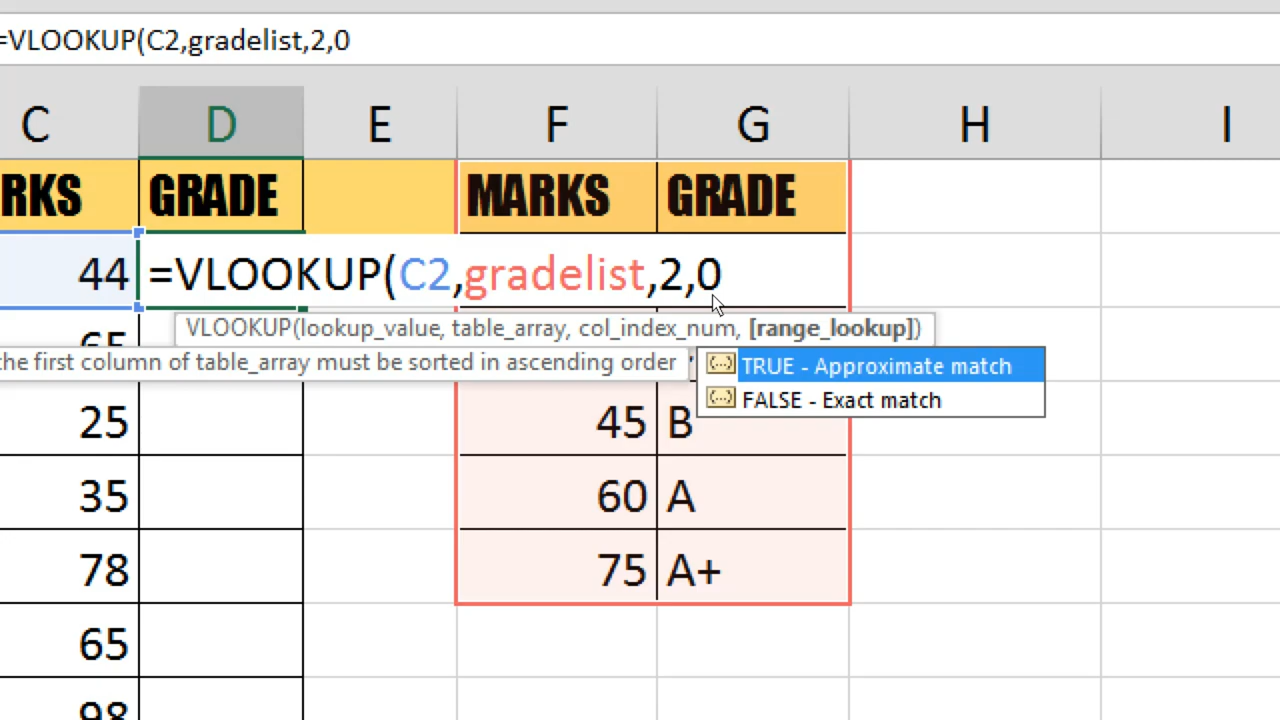 =VLOOKUP(C2,gradelist,2,0
C D E F G H I
RKS GRADE MARKS GRADE
44 =VLOOKUP(C2,gradelist,2,0
VLOOKUP(lookup_value, table_array, col_index_num, [range_lookup])
the first column of table_array must be sorted in ascending order
TRUE - Approximate match
FALSE - Exact match
25 45 B
35 60 A
78 75 A+
65
98